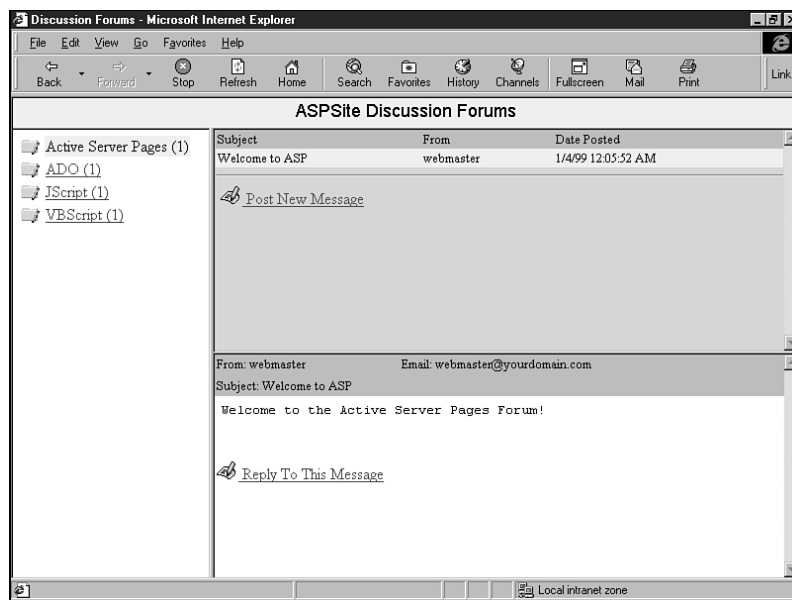 Discussion Forums - Microsoft Internet Explorer
File Edit View Go Favorites Help
Back Forward Stop Refresh Home Search Favorites History Channels Fullscreen Mail Print Link
ASPSite Discussion Forums
Active Server Pages (1)
ADO (1)
JScript (1)
VBScript (1)
Subject From Date Posted
Welcome to ASP webmaster 1/4/99 12:05:52 AM
Post New Message
From: webmaster Email: webmaster@yourdomain.com
Subject: Welcome to ASP
Welcome to the Active Server Pages Forum!
Reply To This Message
Local intranet zone